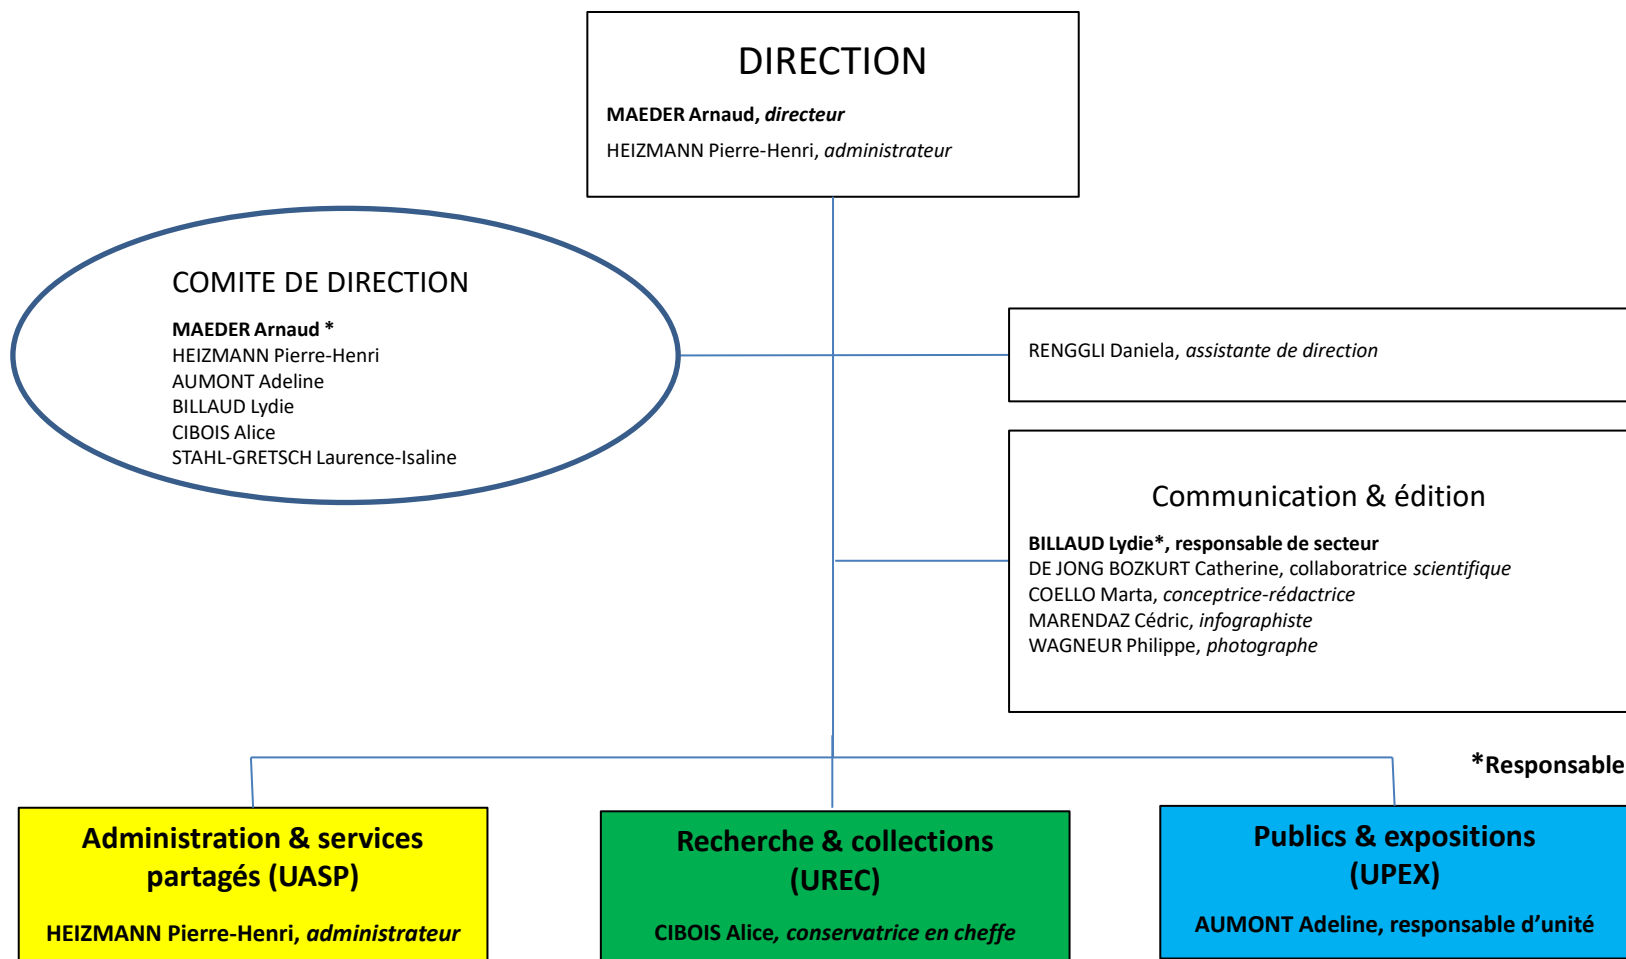 DIRECTION
MAEDER Arnaud, directeur
HEIZMANN Pierre-Henri, administrateur
COMITE DE DIRECTION
MAEDER Arnaud *
HEIZMANN Pierre-Henri
AUMONT Adeline
BILLAUD Lydie
CIBOIS Alice
STAHL-GRETSCH Laurence-Isaline
RENGGLI Daniela, assistante de direction
Communication & édition
BILLAUD Lydie*, responsable de secteur
DE JONG BOZKURT Catherine, collaboratrice scientifique
COELLO Marta, conceptrice-rédactrice
MARENDAZ Cédric, infographiste
WAGNEUR Philippe, photographe
*Responsable
Administration & services
partagés (UASP)
HEIZMANN Pierre-Henri, administrateur
Recherche & collections
(UREC)
CIBOIS Alice, conservatrice en cheffe
Publics & expositions
(UPEX)
AUMONT Adeline, responsable d’unité